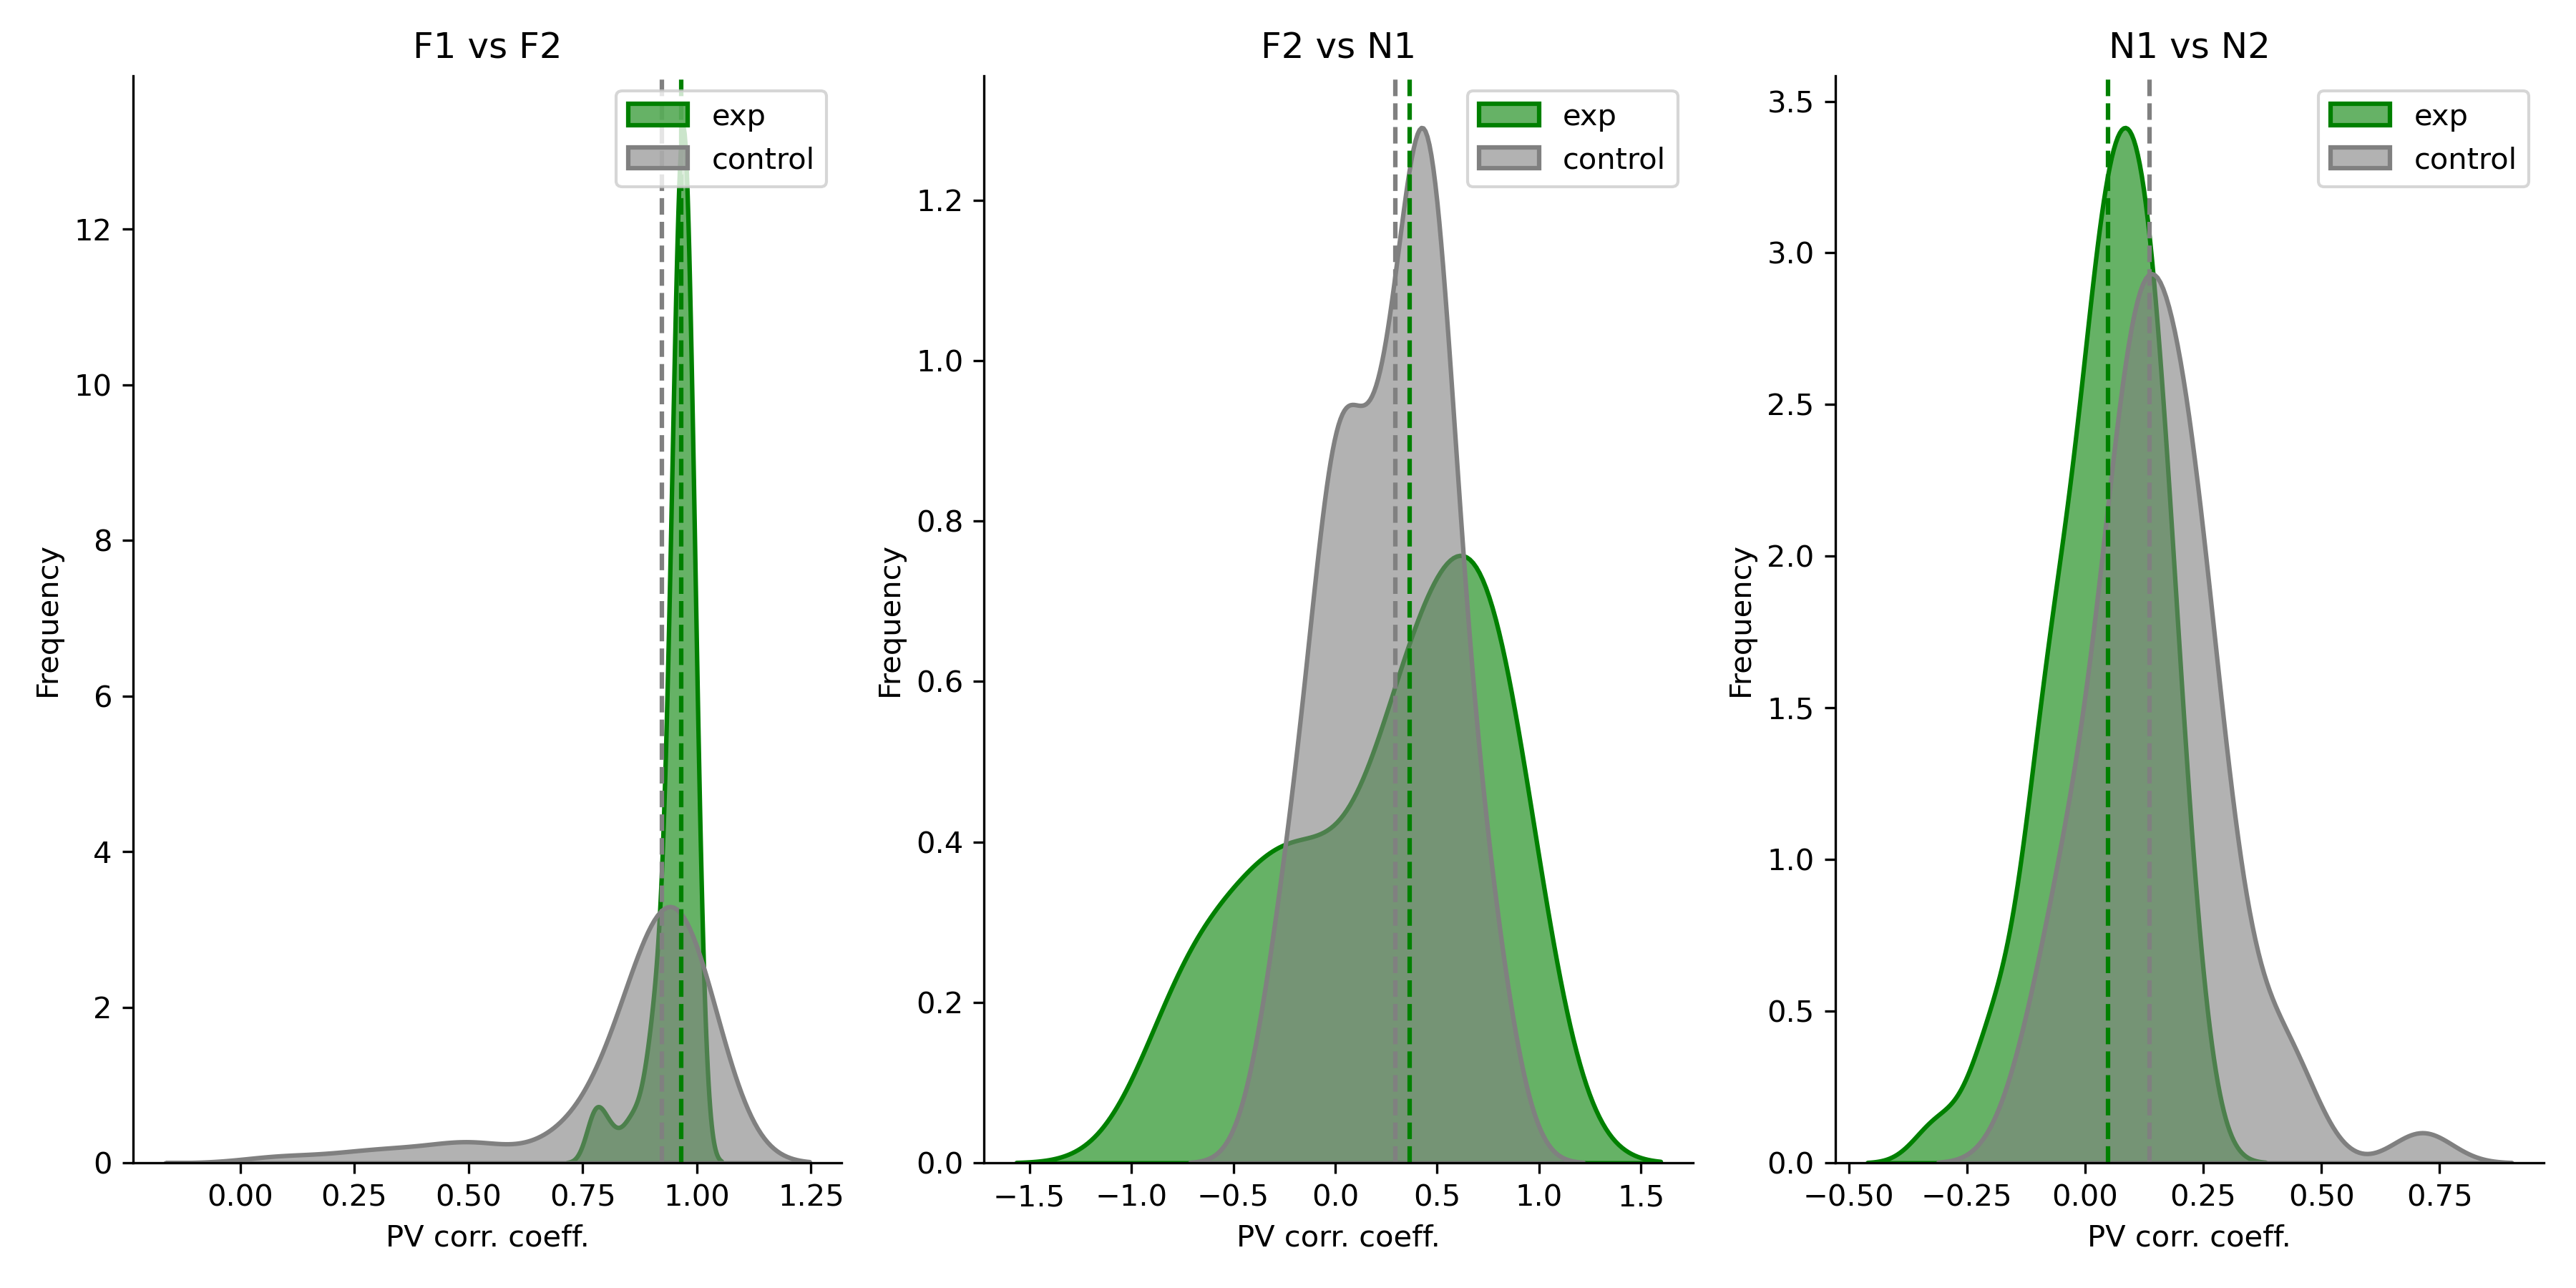 F1 vs F2
F2 vs N1
N1 vs N2
exp
control
exp
control
exp
control
Frequency
12
10
8
6
4
2
0
0.00 0.25 0.50 0.75 1.00 1.25
PV corr. coeff.
Frequency
1.2
1.0
0.8
0.6
0.4
0.2
0.0
−1.5 −1.0 −0.5 0.0 0.5 1.0 1.5
PV corr. coeff.
Frequency
3.5
3.0
2.5
2.0
1.5
1.0
0.5
0.0
−0.50 −0.25 0.00 0.25 0.50 0.75
PV corr. coeff.